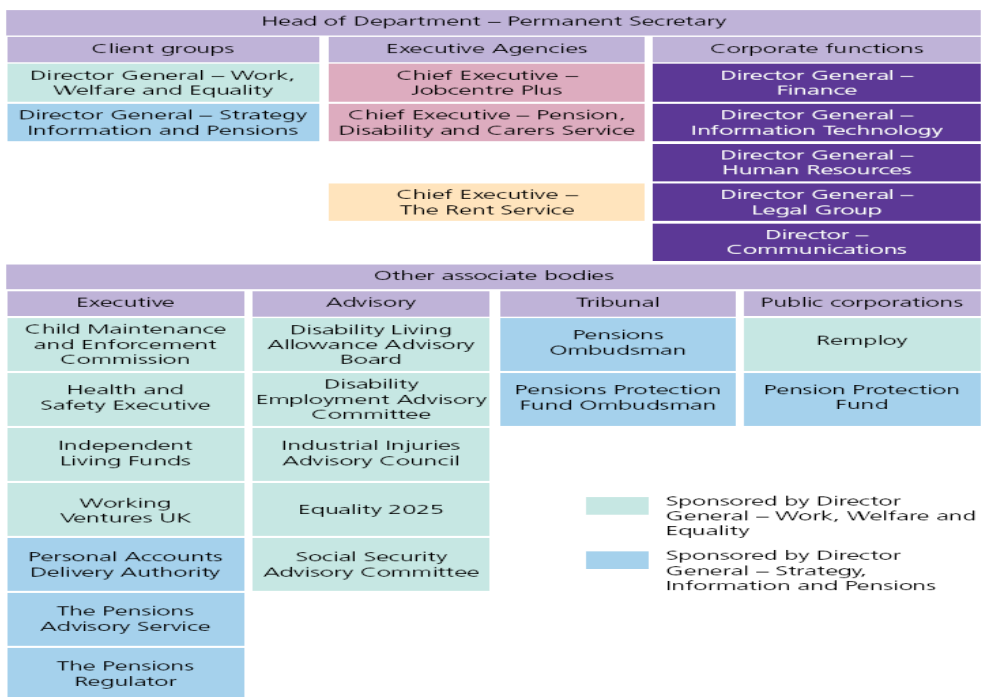 Head of Department – Permanent Secretary
Client groups
Executive Agencies
Corporate functions
Director General – Work,
Welfare and Equality
Chief Executive –
Jobcentre Plus
Director General –
Finance
Director General – Strategy
Information and Pensions
Chief Executive – Pension,
Disability and Carers Service
Director General –
Information Technology
Director General –
Human Resources
Chief Executive –
The Rent Service
Director General –
Legal Group
Director –
Communications
Other associate bodies
Executive
Advisory
Tribunal
Public corporations
Child Maintenance
and Enforcement
Commission
Disability Living
Allowance Advisory
Board
Pensions
Ombudsman
Remploy
Health and
Safety Executive
Disability
Employment Advisory
Committee
Pensions Protection
Fund Ombudsman
Pension Protection
Fund
Independent
Living Funds
Industrial Injuries
Advisory Council
Working
Ventures UK
Equality 2025
Sponsored by Director
General – Work, Welfare and
Equality
Personal Accounts
Delivery Authority
Social Security
Advisory Committee
Sponsored by Director
General – Strategy,
Information and Pensions
The Pensions
Advisory Service
The Pensions
Regulator